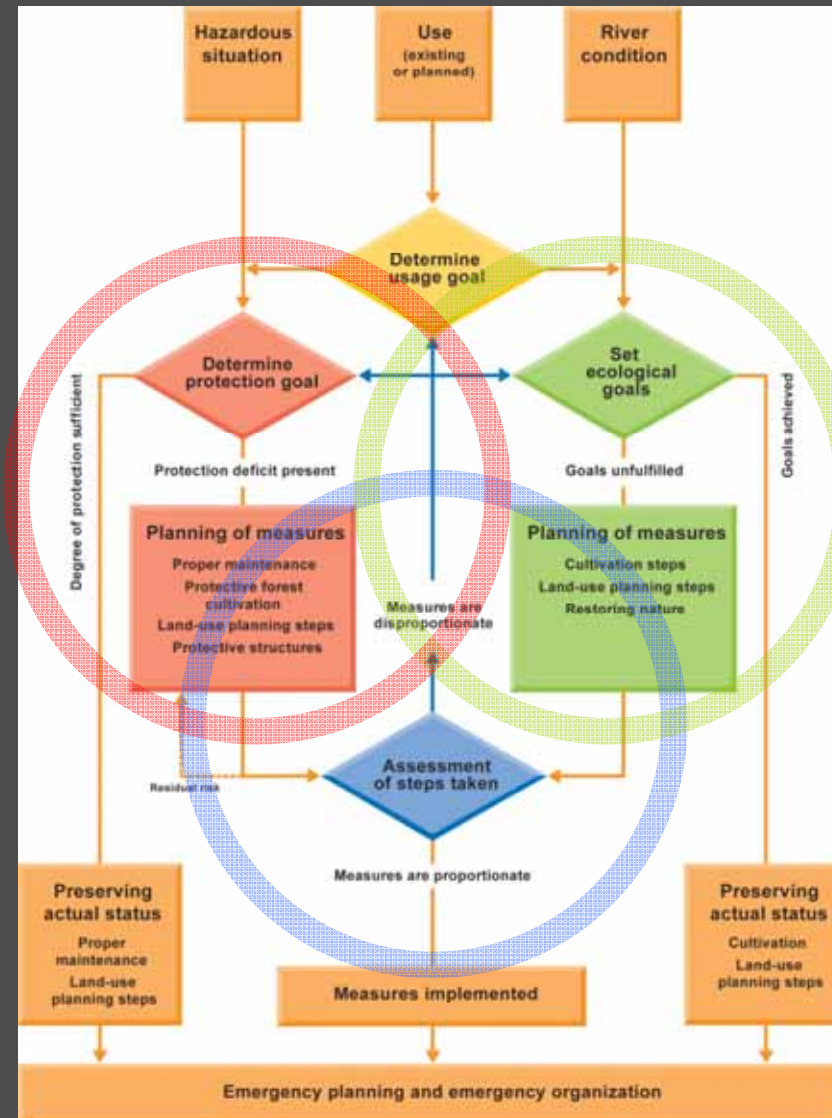 Hazardous
situation
Use
(existing
or planned)
River
condition
Determine
usage goal
Determine
protection goal
Set
ecological
goals
Degree of protection sufficient
Goals achieved
Protection deficit present
Goals unfulfilled
Planning of measures
Proper maintenance
Protective forest
cultivation
Land-use planning steps
Protective structures
Measures are
disproportionate
Planning of measures
Cultivation steps
Land-use planning steps
Restoring nature
Residual risk
Assessment
of steps taken
Measures are proportionate
Preserving
actual status
Proper
maintenance
Land-use
planning steps
Measures implemented
Preserving
actual status
Cultivation
Land-use
planning steps
Emergency planning and emergency organization